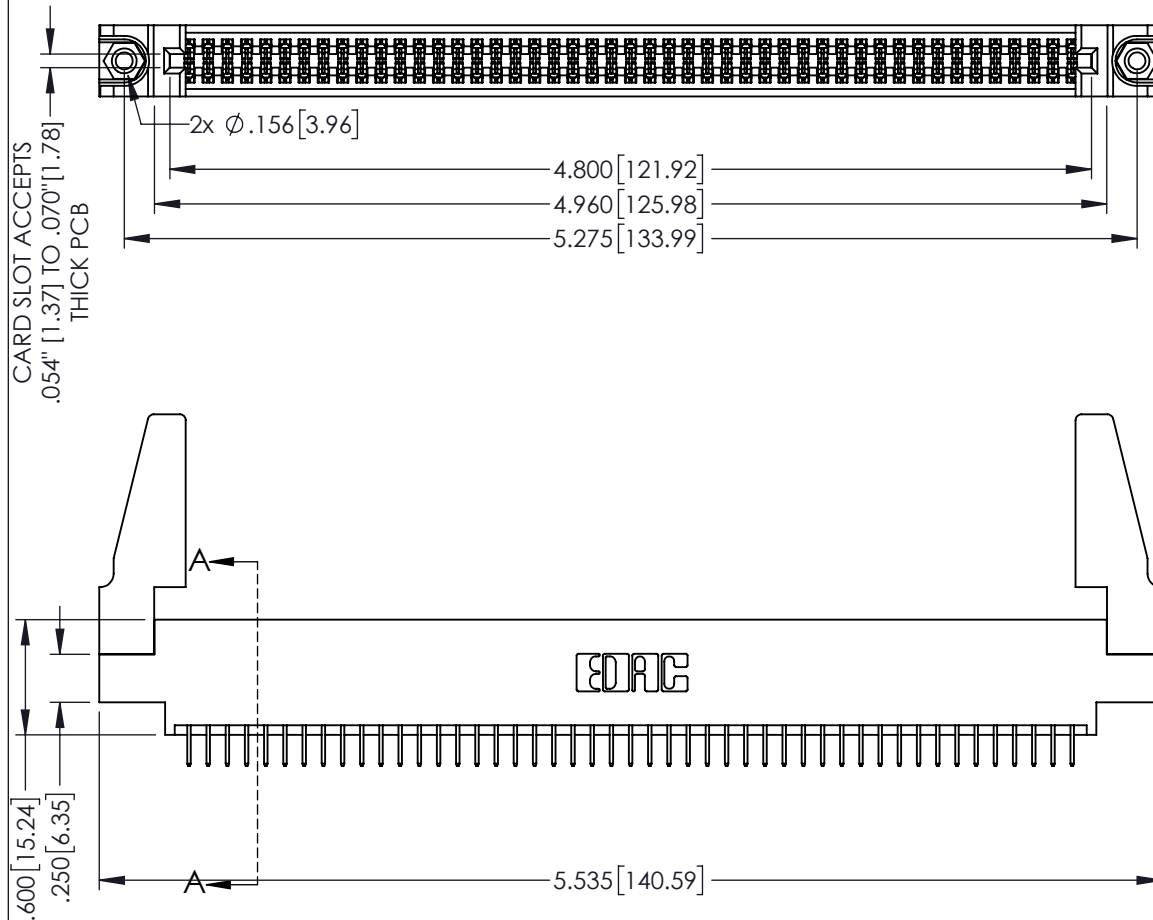 2x Ø.156[3.96]
4.800[121.92]
4.960[125.98]
5.275[133.99]
CARD SLOT ACCEPTS
.054" [1.37] TO .070"[1.78]
THICK PCB
A
EDAC
.600[15.24]
.250[6.35]
A
5.535[140.59]